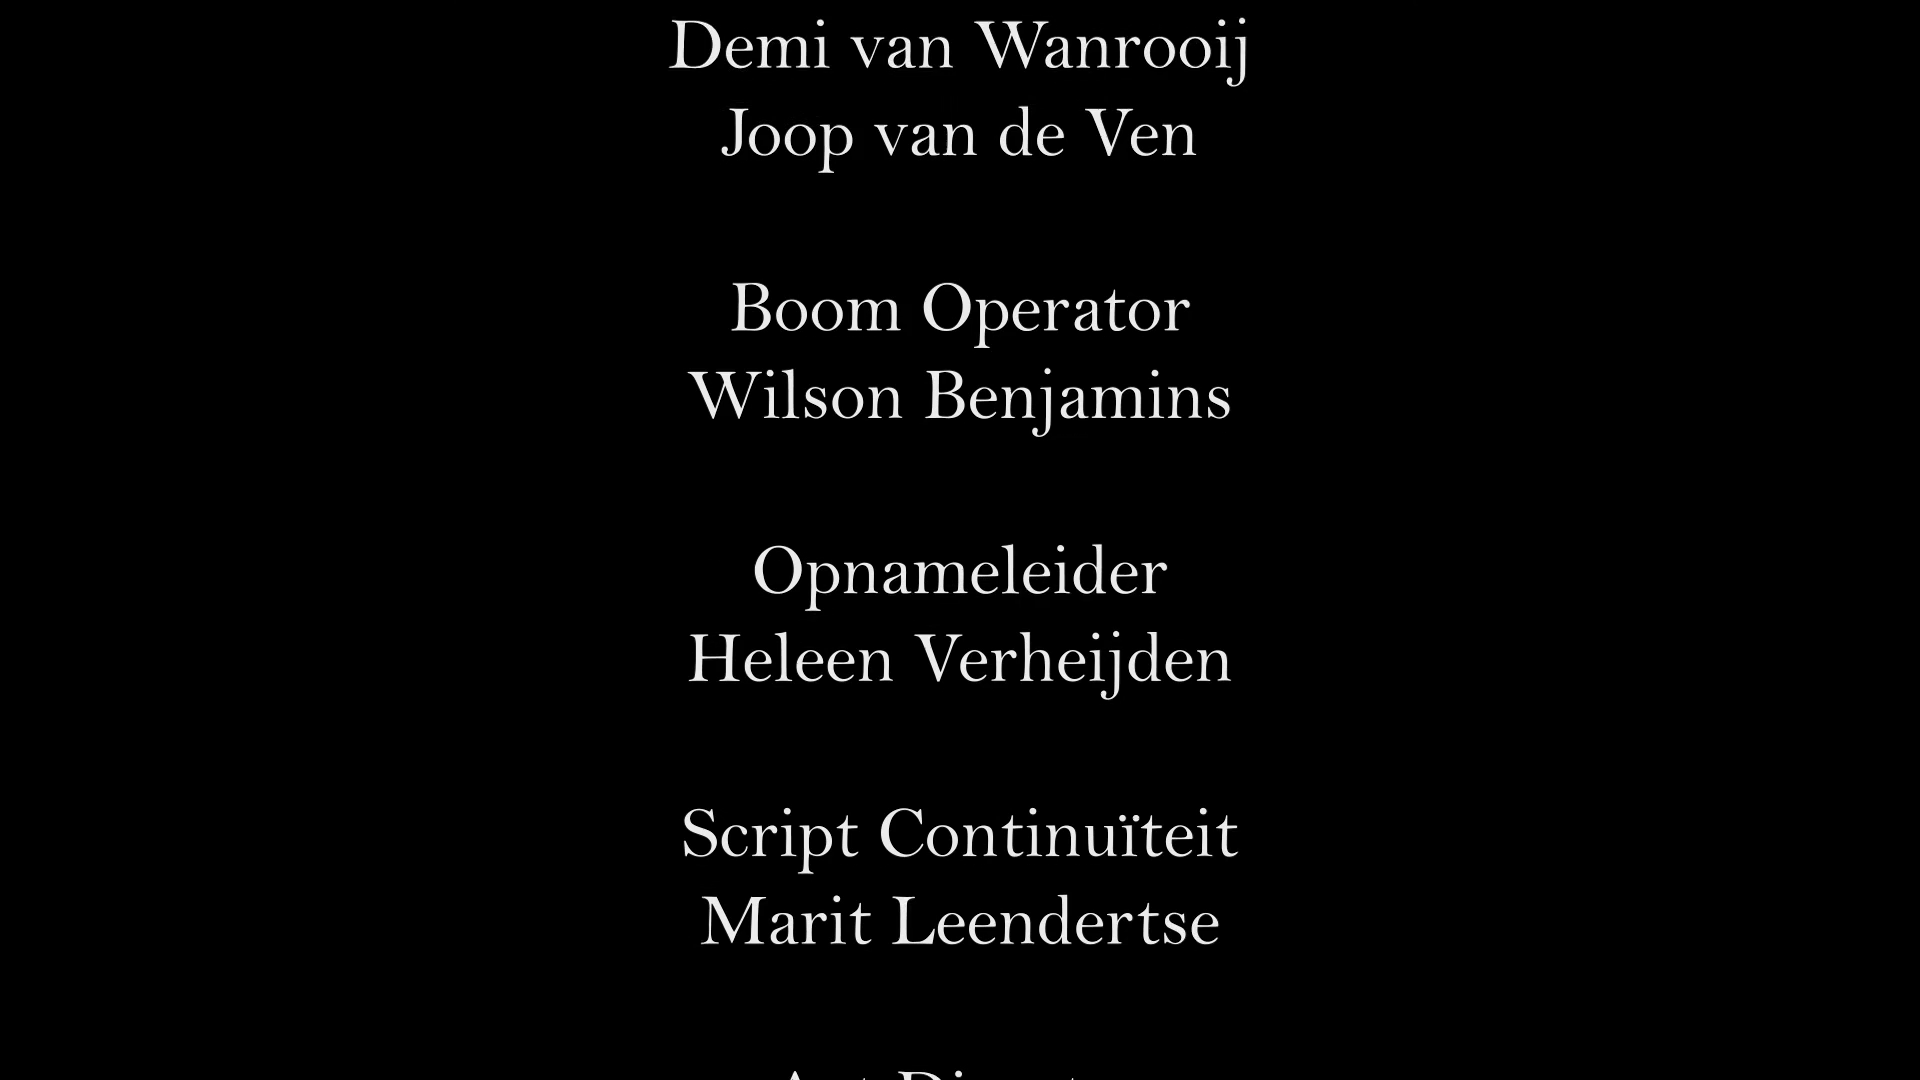 Demi van Wanrooij
Joop van de Ven
Boom Operator
Wilson Benjamins
Opnameleider
Heleen Verheijden
Script Continuïteit
Marit Leendertse